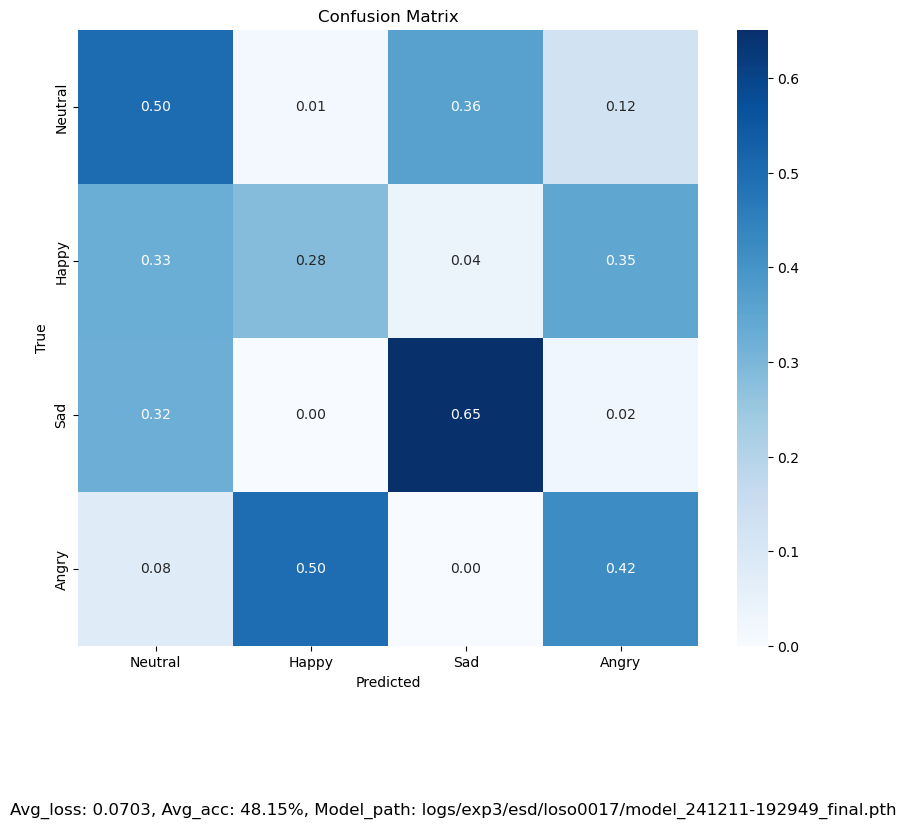 Confusion Matrix
Neutral 0.50 0.01 0.36 0.12
Happy 0.33 0.28 0.04 0.35
Sad 0.32 0.00 0.65 0.02
Angry 0.08 0.50 0.00 0.42
True
Neutral Happy Sad Angry
Predicted
0.6
0.5
0.4
0.3
0.2
0.1
0.0
Avg_loss: 0.0703, Avg_acc: 48.15%, Model_path: logs/exp3/esd/loso0017/model_241211-192949_final.pth